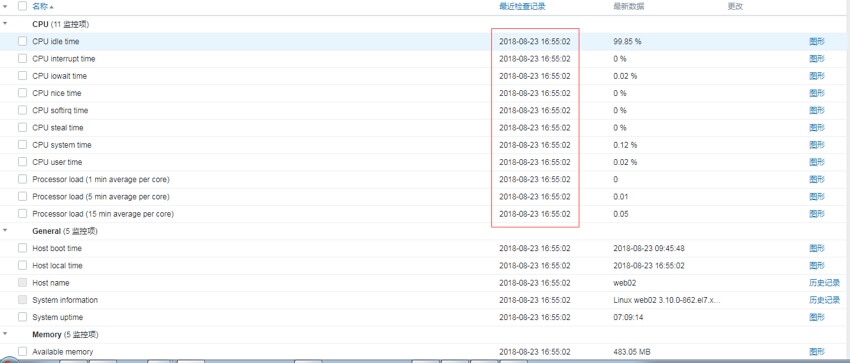 名称 最近检查记录 最新数据 更改
CPU (11 监控项)
CPU idle time 2018-08-23 16:55:02 99.85 % 图形
CPU interrupt time 2018-08-23 16:55:02 0 % 图形
CPU iowait time 2018-08-23 16:55:02 0.02 % 图形
CPU nice time 2018-08-23 16:55:02 0 % 图形
CPU softirq time 2018-08-23 16:55:02 0 % 图形
CPU steal time 2018-08-23 16:55:02 0 % 图形
CPU system time 2018-08-23 16:55:02 0.12 % 图形
CPU user time 2018-08-23 16:55:02 0.02 % 图形
Processor load (1 min average per core) 2018-08-23 16:55:02 0 图形
Processor load (5 min average per core) 2018-08-23 16:55:02 0.01 图形
Processor load (15 min average per core) 2018-08-23 16:55:02 0.05 图形
General (5 监控项)
Host boot time 2018-08-23 16:55:02 2018-08-23 09:45:48 图形
Host local time 2018-08-23 16:55:02 2018-08-23 16:55:02 图形
Host name 2018-08-23 16:55:02 web02 历史记录
System information 2018-08-23 16:55:02 Linux web02 3.10.0-862.el7.x... 历史记录
System uptime 2018-08-23 16:55:02 07:09:14 图形
Memory (5 监控项)
Available memory 2018-08-23 16:55:02 483.05 MB 图形